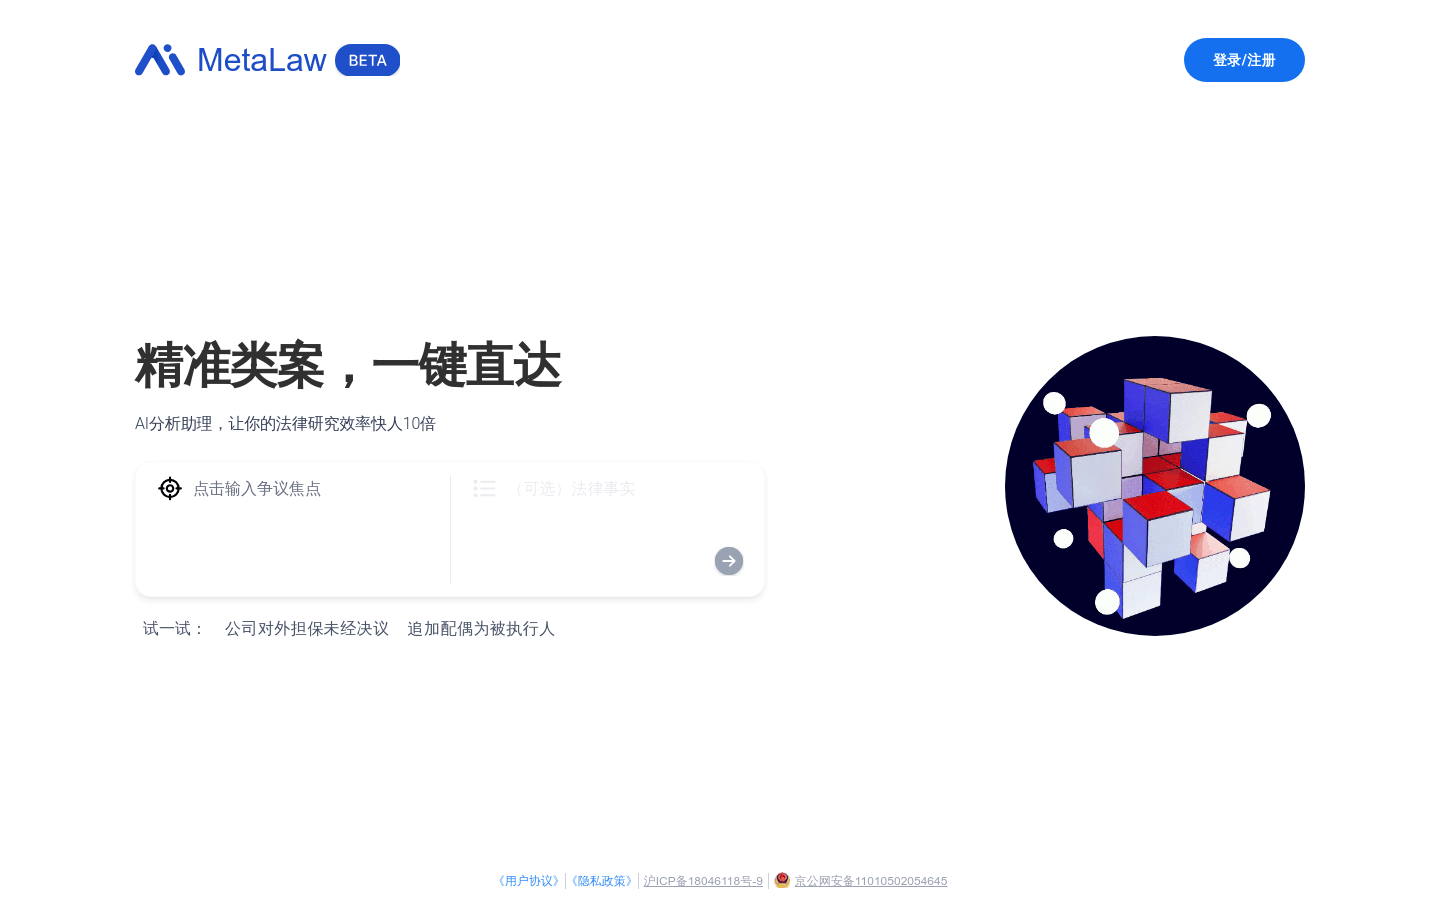 MetaLaw BETA
登录/注册
精准类案，一键直达
AI分析助理，让你的法律研究效率快人10倍
点击输入争议焦点
（可选）法律事实
试一试： 公司对外担保未经决议 追加配偶为被执行人
《用户协议》 《隐私政策》 沪ICP备18046118号-9 京公网安备11010502054645